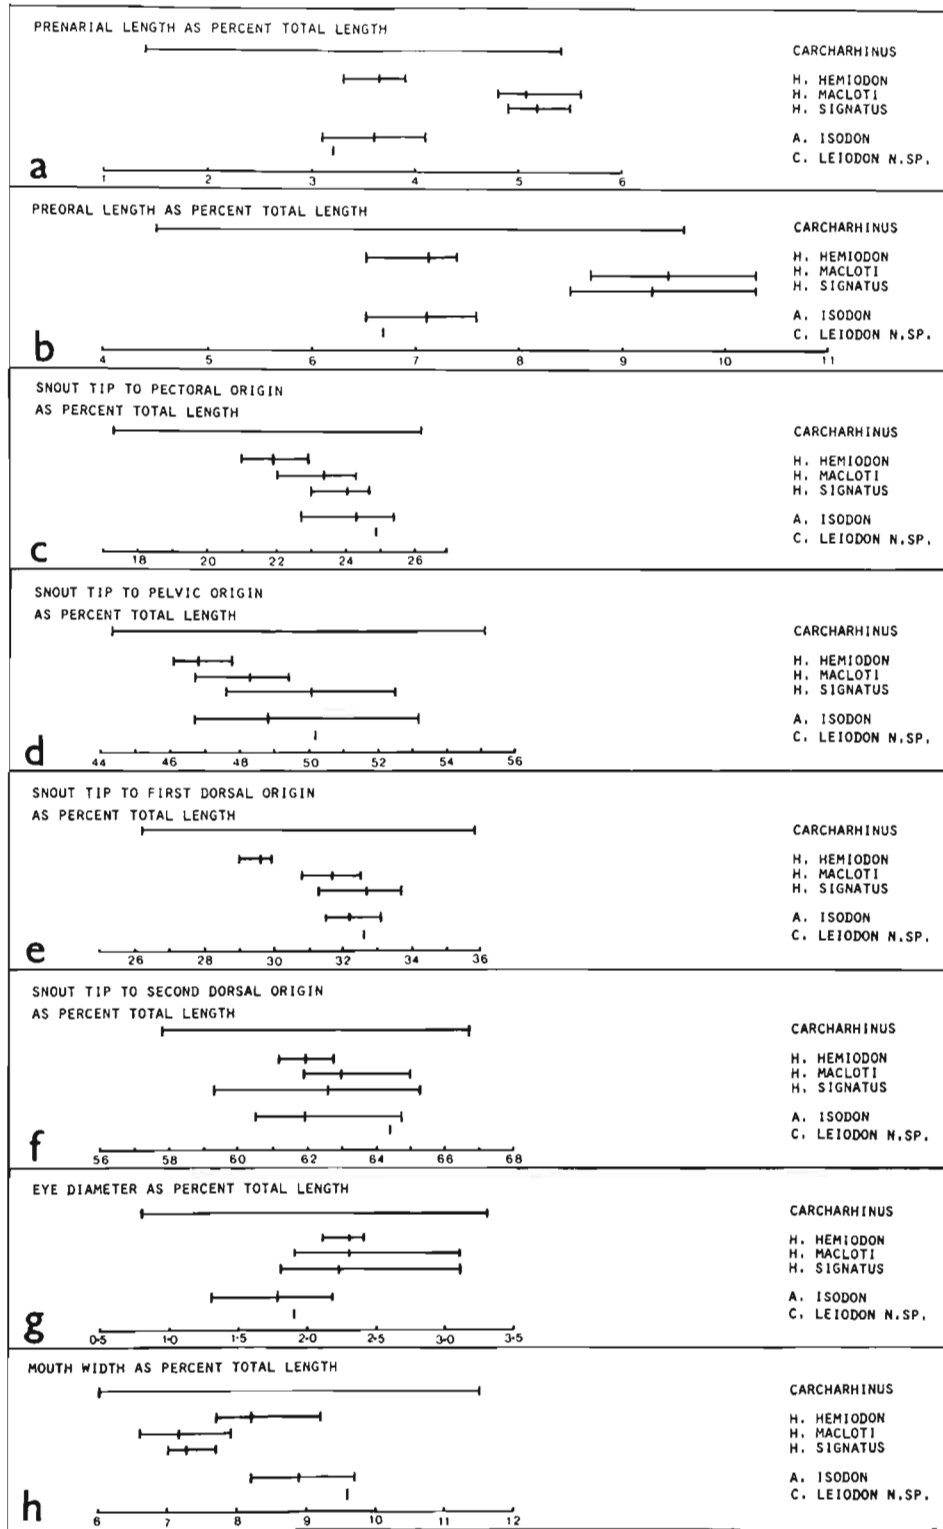 PRENARIAL LENGTH AS PERCENT TOTAL LENGTH
CARCHARHINUS
H. HEMIODON
H. MACLOTI
H. SIGNATUS
A. ISODON
C. LEIODON N.SP.
a
1 2 3 4 5 6
PREORAL LENGTH AS PERCENT TOTAL LENGTH
CARCHARHINUS
H. HEMIODON
H. MACLOTI
H. SIGNATUS
A. ISODON
C. LEIODON N.SP.
b
4 5 6 7 8 9 10 11
SNOUT TIP TO PECTORAL ORIGIN
AS PERCENT TOTAL LENGTH
CARCHARHINUS
H. HEMIODON
H. MACLOTI
H. SIGNATUS
A. ISODON
C. LEIODON N.SP.
c
18 20 22 24 26
SNOUT TIP TO PELVIC ORIGIN
AS PERCENT TOTAL LENGTH
CARCHARHINUS
H. HEMIODON
H. MACLOTI
H. SIGNATUS
A. ISODON
C. LEIODON N.SP.
d
44 46 48 50 52 54 56
SNOUT TIP TO FIRST DORSAL ORIGIN
AS PERCENT TOTAL LENGTH
CARCHARHINUS
H. HEMIODON
H. MACLOTI
H. SIGNATUS
A. ISODON
C. LEIODON N.SP.
e
26 28 30 32 34 36
SNOUT TIP TO SECOND DORSAL ORIGIN
AS PERCENT TOTAL LENGTH
CARCHARHINUS
H. HEMIODON
H. MACLOTI
H. SIGNATUS
A. ISODON
C. LEIODON N.SP.
f
56 58 60 62 64 66 68
EYE DIAMETER AS PERCENT TOTAL LENGTH
CARCHARHINUS
H. HEMIODON
H. MACLOTI
H. SIGNATUS
A. ISODON
C. LEIODON N.SP.
g
0·5 1·0 1·5 2·0 2·5 3·0 3·5
MOUTH WIDTH AS PERCENT TOTAL LENGTH
CARCHARHINUS
H. HEMIODON
H. MACLOTI
H. SIGNATUS
A. ISODON
C. LEIODON N.SP.
h
6 7 8 9 10 11 12